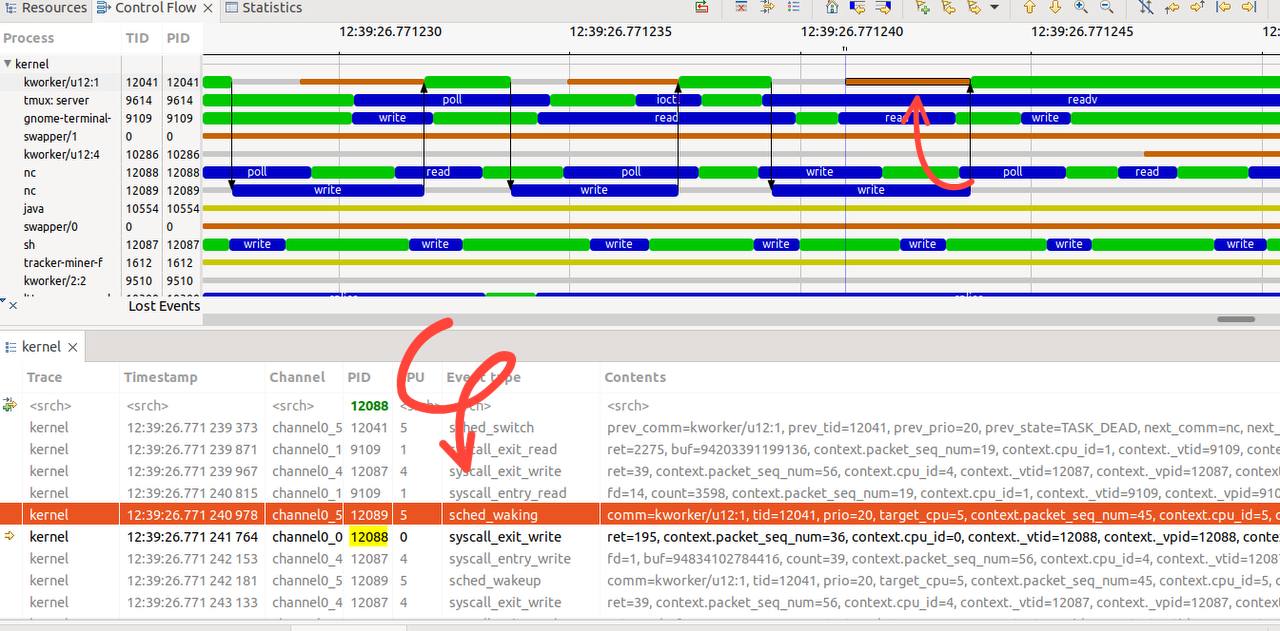 Resources Control Flow Statistics
Process TID PID 12:39:26.771230 12:39:26.771235 12:39:26.771240 12:39:26.771245
kernel
kworker/u12:1 12041 12041
tmux: server 9614 9614 poll ioct readv
gnome-terminal- 9109 9109 write read write
swapper/1 0 0
kworker/u12:4 10286 10286
nc 12088 12088 poll read poll write poll read
nc 12089 12089 write write write
java 10554 10554
swapper/0 0 0
sh 12087 12087 write write write write write write write
tracker-miner-f 1612 1612
kworker/2:2 9510 9510
Lost Events
kernel
Trace Timestamp Channel PID PU Contents
<srch> <srch> <srch> 12088 <srch>
kernel 12:39:26.771 239 373 channel0_5 12041 5 sched_switch prev_comm=kworker/u12:1, prev_tid=12041, prev_prio=20, prev_state=TASK_DEAD, next_comm=nc, next_
kernel 12:39:26.771 239 871 channel0_1 9109 1 syscall_exit_read ret=2275, buf=94203391199136, context.packet_seq_num=19, context.cpu_id=1, context._vtid=9109, conte
kernel 12:39:26.771 239 967 channel0_4 12087 4 syscall_exit_write ret=39, context.packet_seq_num=56, context.cpu_id=4, context._vtid=12087, context._vpid=12087, context
kernel 12:39:26.771 240 815 channel0_1 9109 1 syscall_entry_read fd=14, count=3598, context.packet_seq_num=19, context.cpu_id=1, context._vtid=9109, context._vpid=910
kernel 12:39:26.771 240 978 channel0_5 12089 5 sched_waking comm=kworker/u12:1, tid=12041, prio=20, target_cpu=5, context.packet_seq_num=45, context.cpu_id=5, c
kernel 12:39:26.771 241 764 channel0_0 12088 0 syscall_exit_write ret=195, context.packet_seq_num=36, context.cpu_id=0, context._vtid=12088, context._vpid=12088, conte
kernel 12:39:26.771 242 153 channel0_4 12087 4 syscall_entry_write fd=1, buf=94834102784416, count=39, context.packet_seq_num=56, context.cpu_id=4, context._vtid=1208
kernel 12:39:26.771 242 181 channel0_5 12089 5 sched_wakeup comm=kworker/u12:1, tid=12041, prio=20, target_cpu=5, context.packet_seq_num=45, context.cpu_id=5, c
kernel 12:39:26.771 243 133 channel0_4 12087 4 syscall_exit_write ret=39, context.packet_seq_num=56, context.cpu_id=4, context._vtid=12087, context._vpid=12087, context